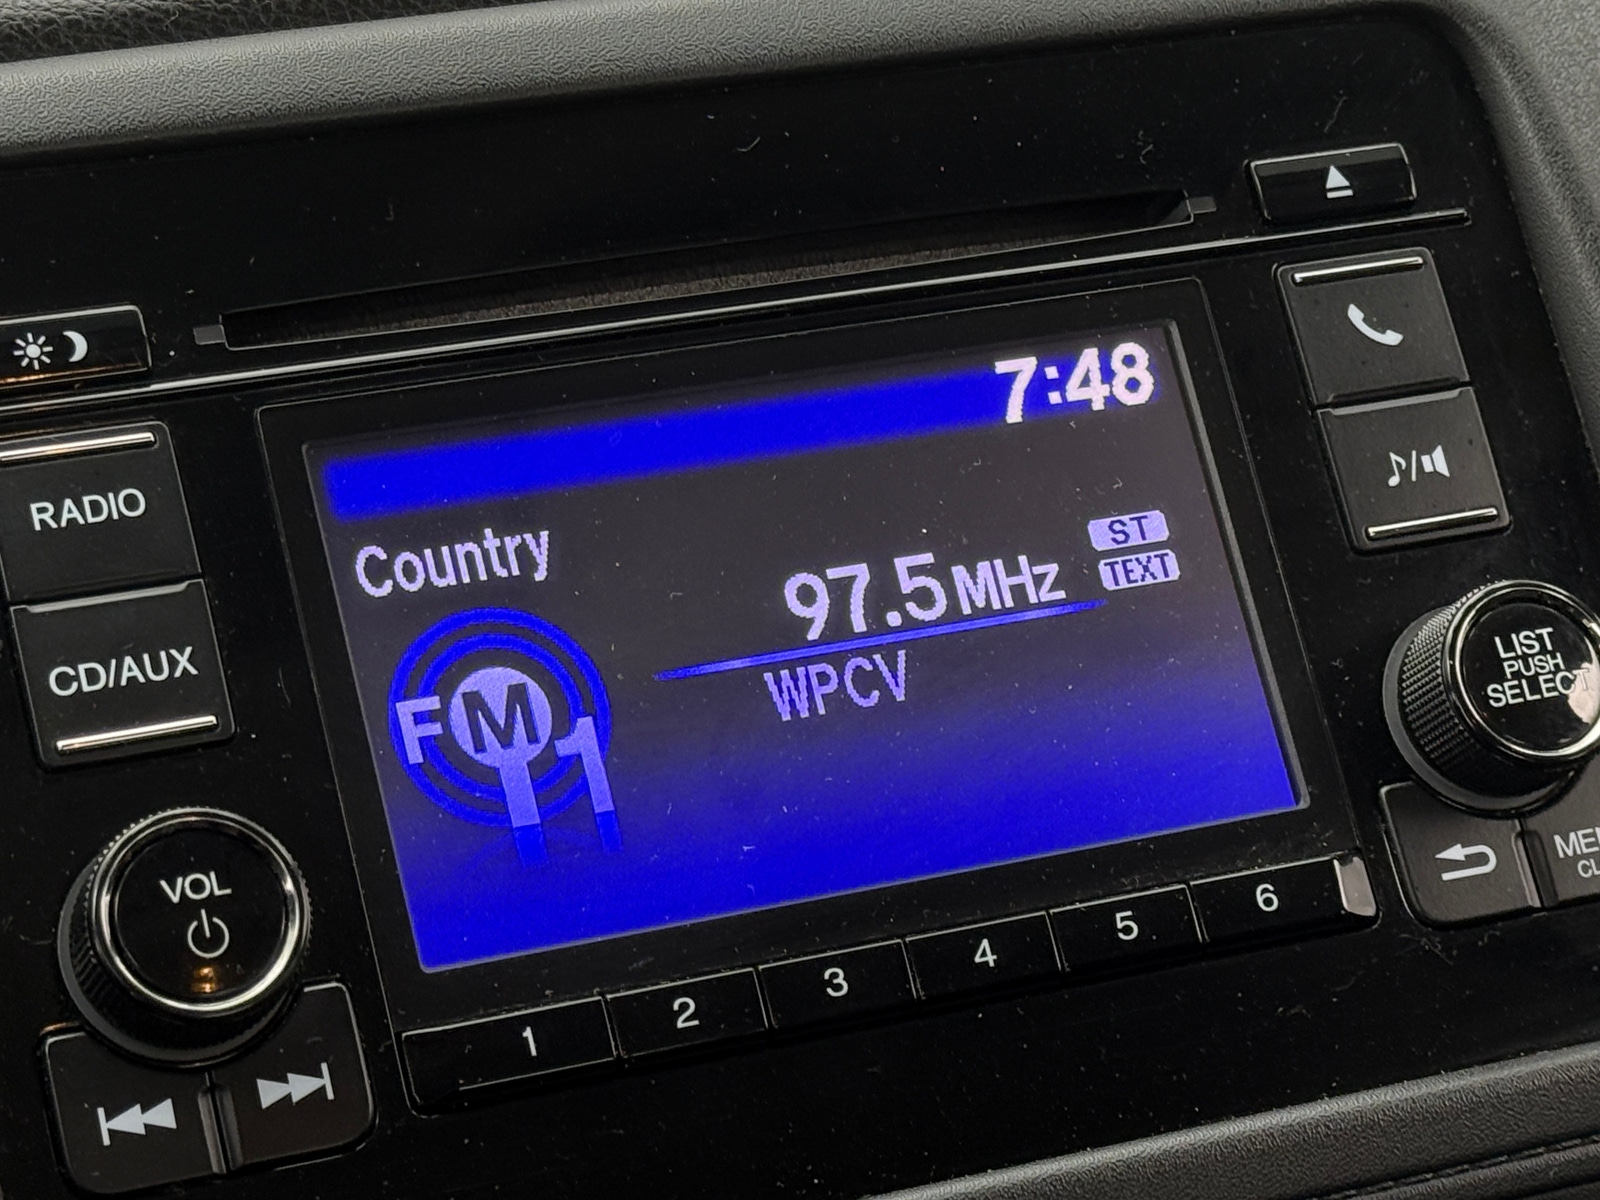 7:48
RADIO
Country
ST
97.5 MHz
TEXT
CD/AUX
WPCV
FM1
LIST
PUSH
SELECT
VOL
1
2
3
4
5
6